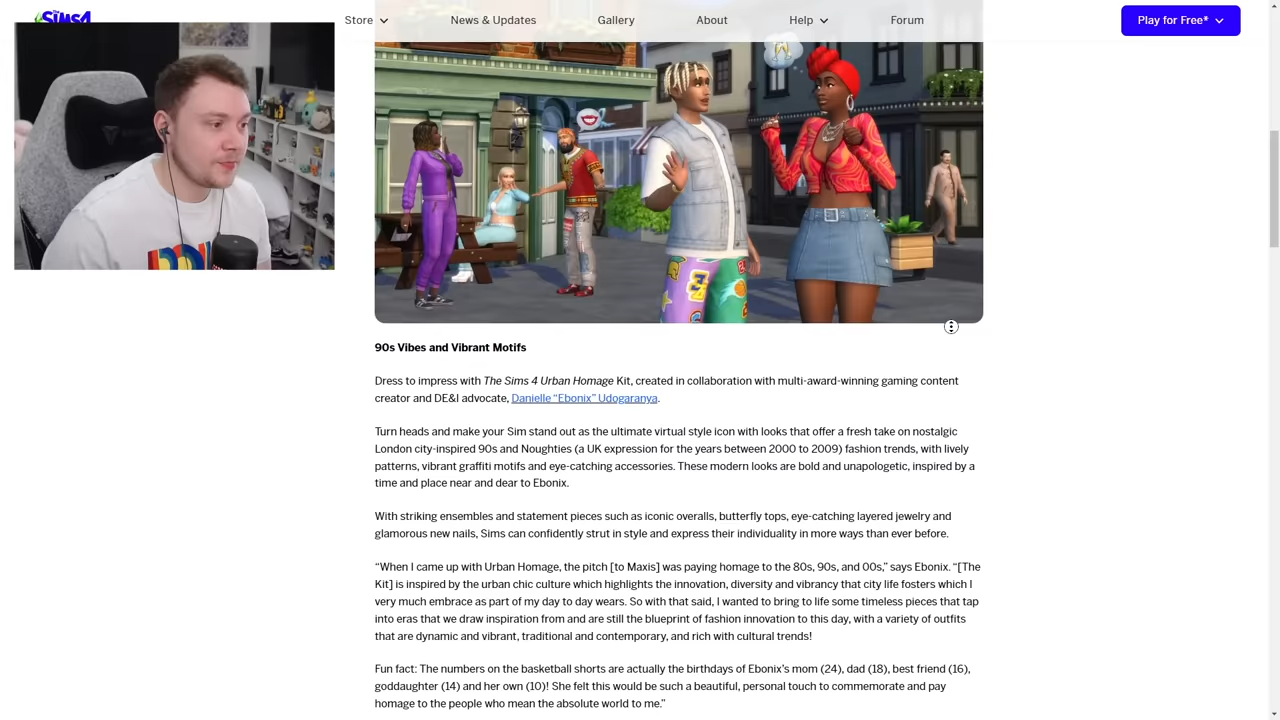 The SIMS4
Store
News & Updates
Gallery
About
Help
Forum
Play for Free*
90s Vibes and Vibrant Motifs
Dress to impress with The Sims 4 Urban Homage Kit, created in collaboration with multi-award-winning gaming content
creator and DE&I advocate, Danielle “Ebonix” Udogaranya.
Turn heads and make your Sim stand out as the ultimate virtual style icon with looks that offer a fresh take on nostalgic
London city-inspired 90s and Noughties (a UK expression for the years between 2000 to 2009) fashion trends, with lively
patterns, vibrant graffiti motifs and eye-catching accessories. These modern looks are bold and unapologetic, inspired by a
time and place near and dear to Ebonix.
With striking ensembles and statement pieces such as iconic overalls, butterfly tops, eye-catching layered jewelry and
glamorous new nails, Sims can confidently strut in style and express their individuality in more ways than ever before.
“When I came up with Urban Homage, the pitch [to Maxis] was paying homage to the 80s, 90s, and 00s,” says Ebonix. “[The
Kit] is inspired by the urban chic culture which highlights the innovation, diversity and vibrancy that city life fosters which I
very much embrace as part of my day to day wears. So with that said, I wanted to bring to life some timeless pieces that tap
into eras that we draw inspiration from and are still the blueprint of fashion innovation to this day, with a variety of outfits
that are dynamic and vibrant, traditional and contemporary, and rich with cultural trends!
Fun fact: The numbers on the basketball shorts are actually the birthdays of Ebonix’s mom (24), dad (18), best friend (16),
goddaughter (14) and her own (10)! She felt this would be such a beautiful, personal touch to commemorate and pay
homage to the people who mean the absolute world to me.”